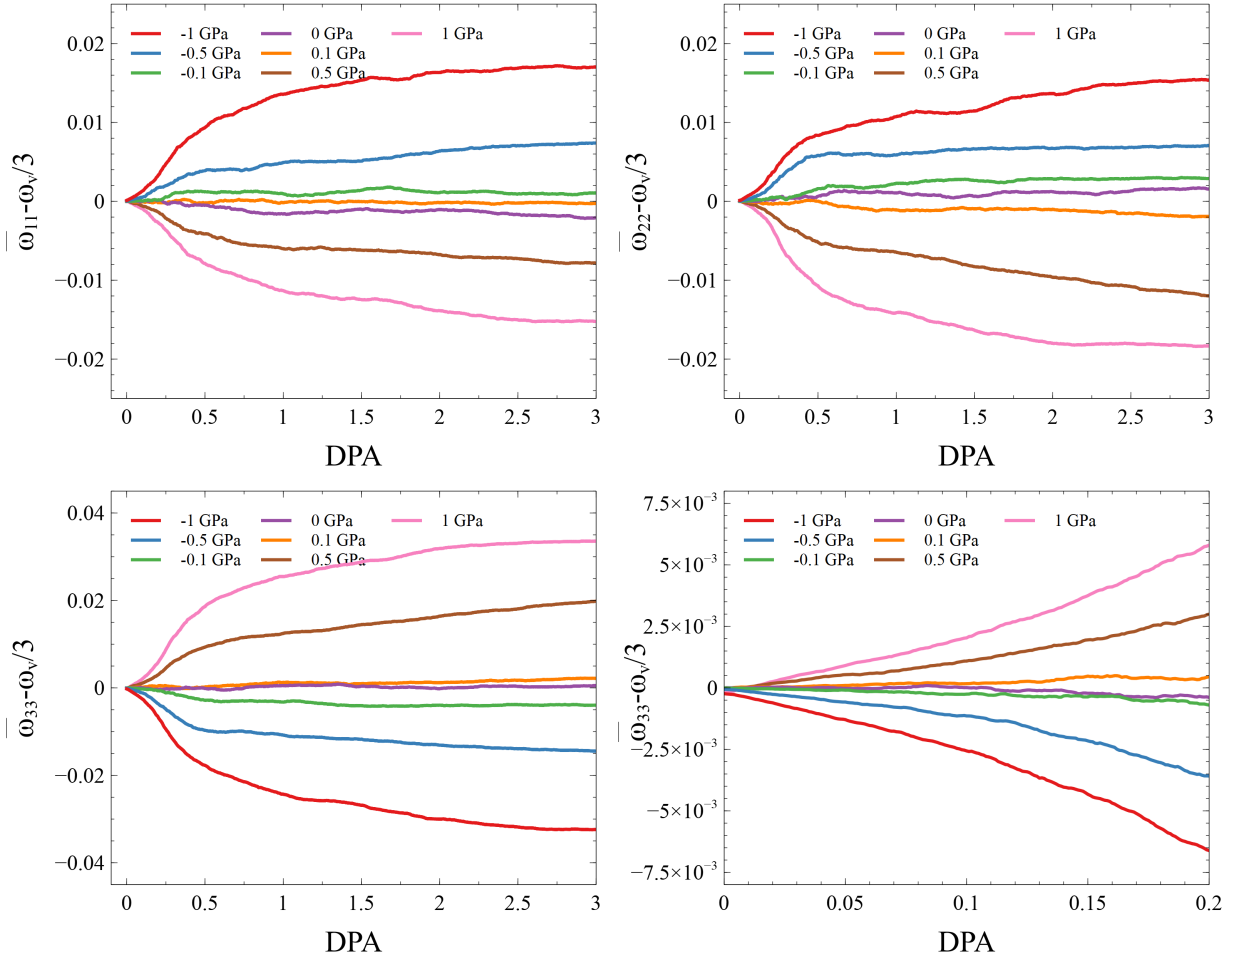 -1 GPa 0 GPa 1 GPa
-0.5 GPa 0.1 GPa
-0.1 GPa 0.5 GPa
0.02
0.01
0
−0.01
−0.02
0 0.5 1 1.5 2 2.5 3
DPA
ω̅₁₁-ωᵥ/3
-1 GPa 0 GPa 1 GPa
-0.5 GPa 0.1 GPa
-0.1 GPa 0.5 GPa
0.02
0.01
0
−0.01
−0.02
0 0.5 1 1.5 2 2.5 3
DPA
ω̅₂₂-ωᵥ/3
-1 GPa 0 GPa 1 GPa
-0.5 GPa 0.1 GPa
-0.1 GPa 0.5 GPa
0.04
0.02
0
−0.02
−0.04
0 0.5 1 1.5 2 2.5 3
DPA
ω̅₃₃-ωᵥ/3
-1 GPa 0 GPa 1 GPa
-0.5 GPa 0.1 GPa
-0.1 GPa 0.5 GPa
7.5×10⁻³
5×10⁻³
2.5×10⁻³
0
−2.5×10⁻³
−5×10⁻³
−7.5×10⁻³
0 0.05 0.1 0.15 0.2
DPA
ω̅₃₃-ωᵥ/3